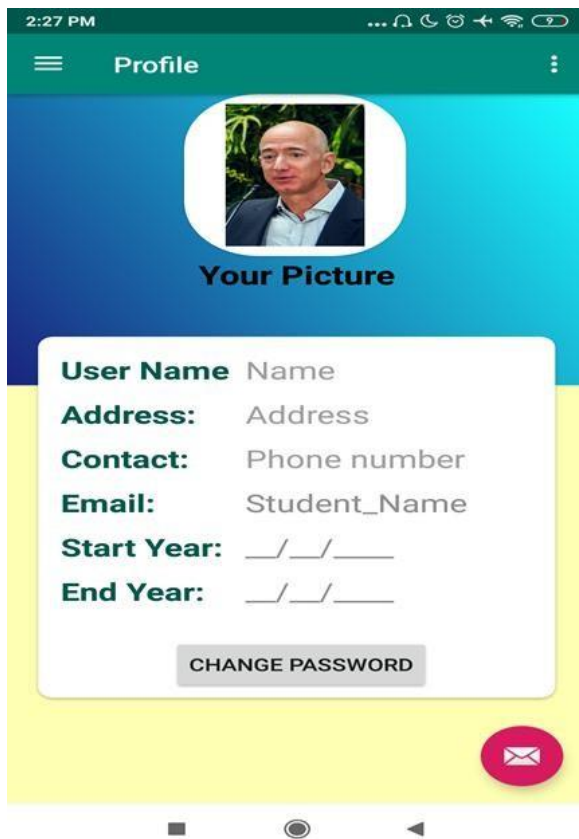 2:27 PM
Profile
Your Picture
User Name Name
Address: Address
Contact: Phone number
Email: Student_Name
Start Year: __/__/____
End Year: __/__/____
CHANGE PASSWORD